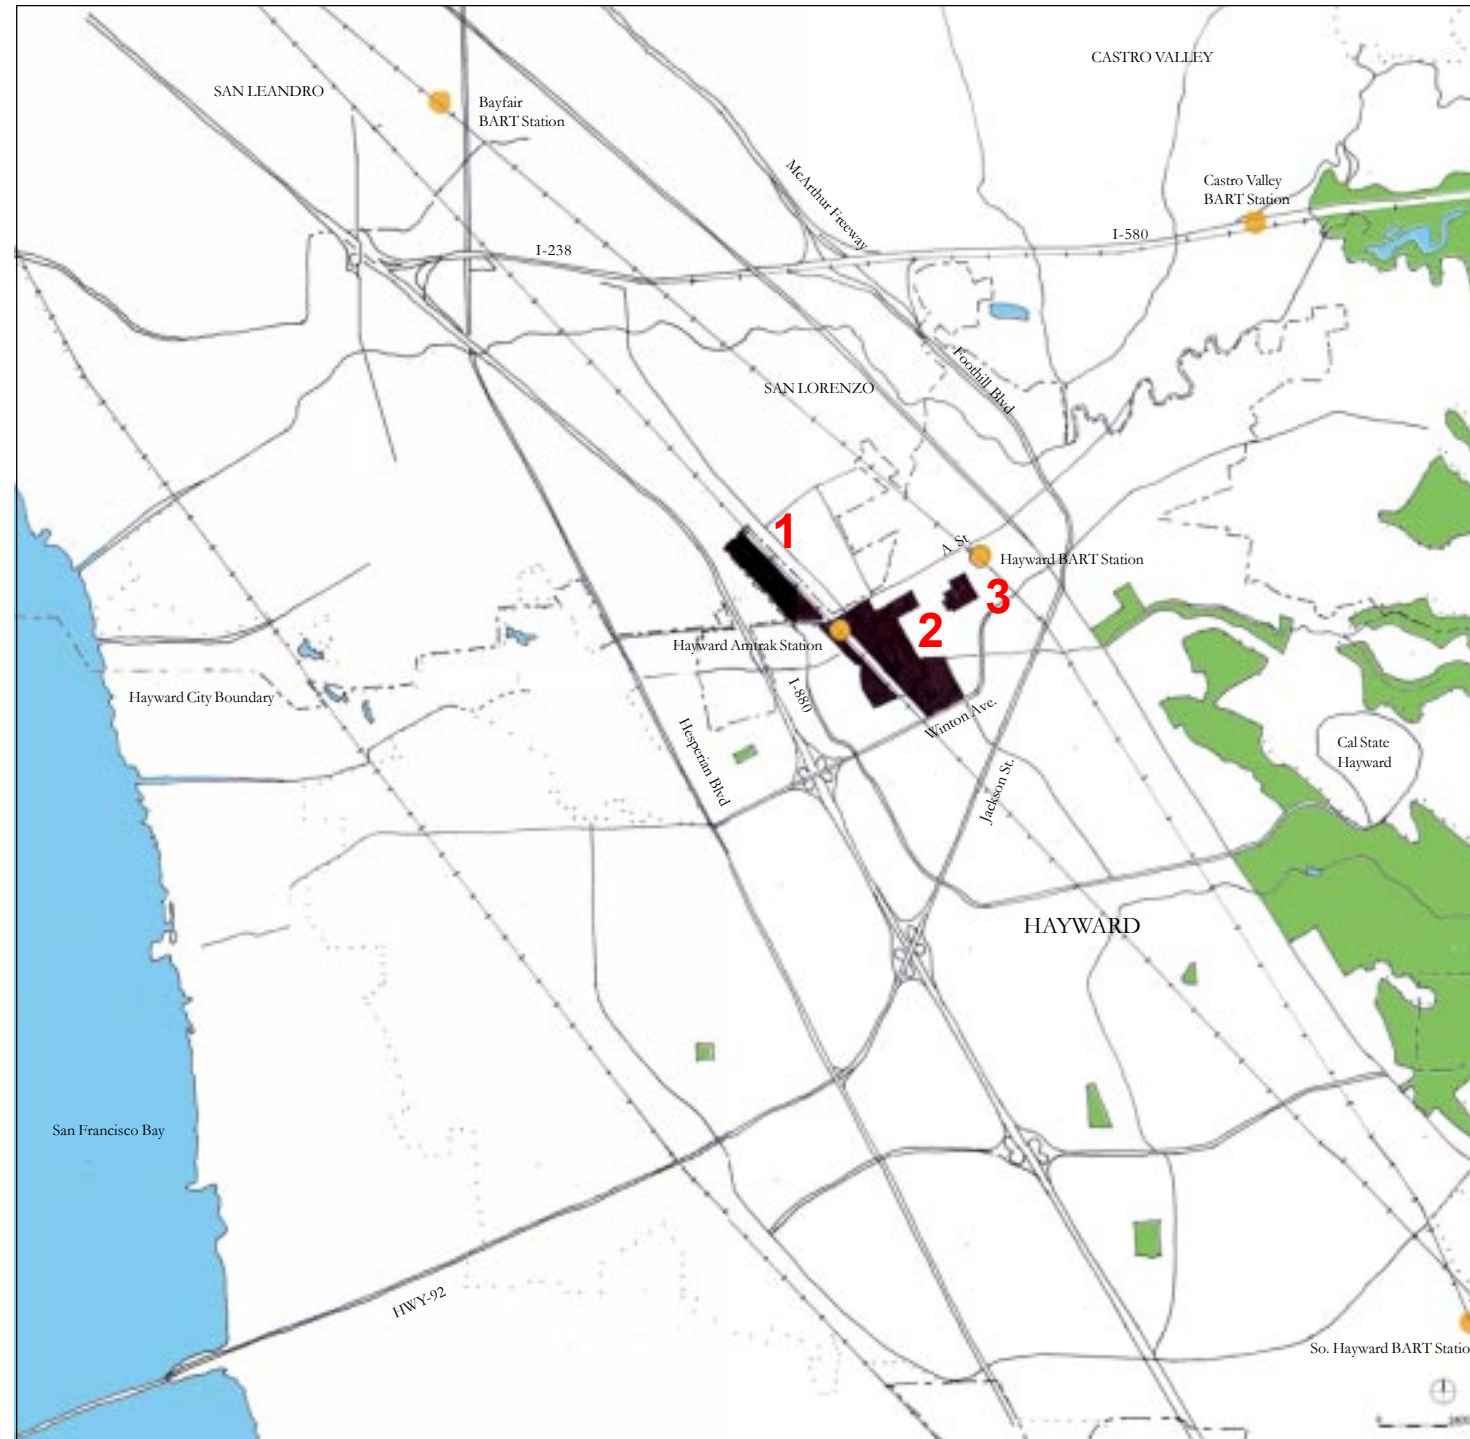 CASTRO VALLEY
SAN LEANDRO
Bayfair
BART Station
McArthur Freeway
Castro Valley
BART Station
I-580
I-238
Foothill Blvd
SAN LORENZO
1
A St
Hayward BART Station
3
2
Hayward Amtrak Station
Hayward City Boundary
I-880
Winton Ave.
Hesperian Blvd
Cal State
Hayward
Jackson St.
HAYWARD
San Francisco Bay
HWY-92
So. Hayward BART Statio
0